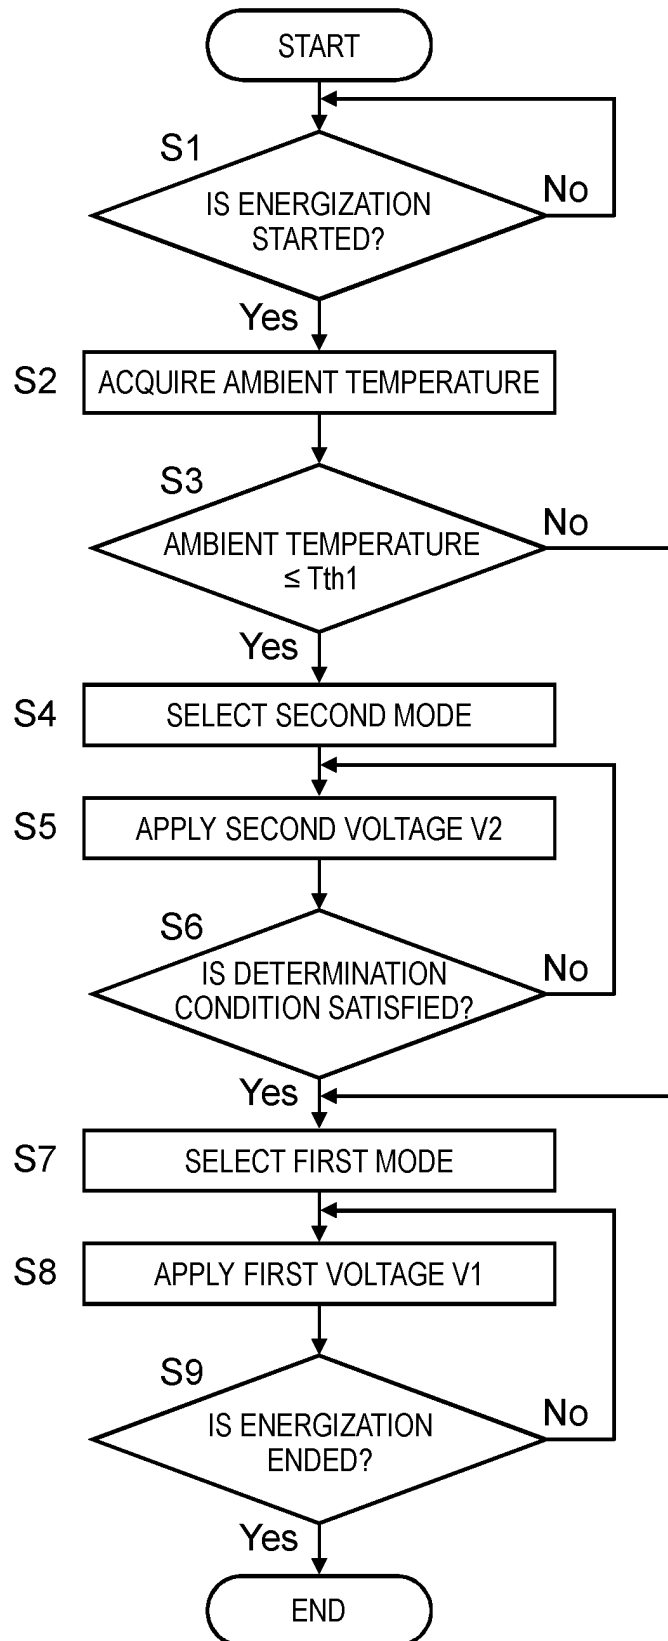 START
S1
IS ENERGIZATION
STARTED?
No
Yes
S2
ACQUIRE AMBIENT TEMPERATURE
S3
AMBIENT TEMPERATURE
≤ Tth1
No
Yes
S4
SELECT SECOND MODE
S5
APPLY SECOND VOLTAGE V2
S6
IS DETERMINATION
CONDITION SATISFIED?
No
Yes
S7
SELECT FIRST MODE
S8
APPLY FIRST VOLTAGE V1
S9
IS ENERGIZATION
ENDED?
No
Yes
END